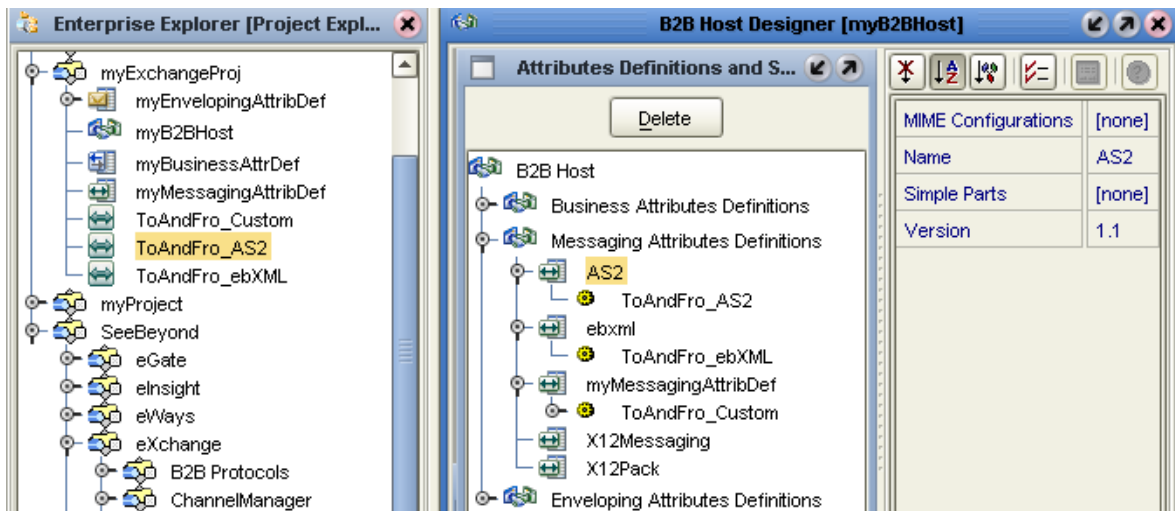 Enterprise Explorer [Project Expl...
myExchangeProj
myEnvelopingAttribDef
myB2BHost
myBusinessAttrDef
myMessagingAttribDef
ToAndFro_Custom
ToAndFro_AS2
ToAndFro_ebXML
myProject
SeeBeyond
eGate
eInsight
eWays
eXchange
B2B Protocols
ChannelManager
B2B Host Designer [myB2BHost]
Attributes Definitions and S...
Delete
B2B Host
Business Attributes Definitions
Messaging Attributes Definitions
AS2
ToAndFro_AS2
ebxml
ToAndFro_ebXML
myMessagingAttribDef
ToAndFro_Custom
X12Messaging
X12Pack
Enveloping Attributes Definitions
MIME Configurations [none]
Name AS2
Simple Parts [none]
Version 1.1